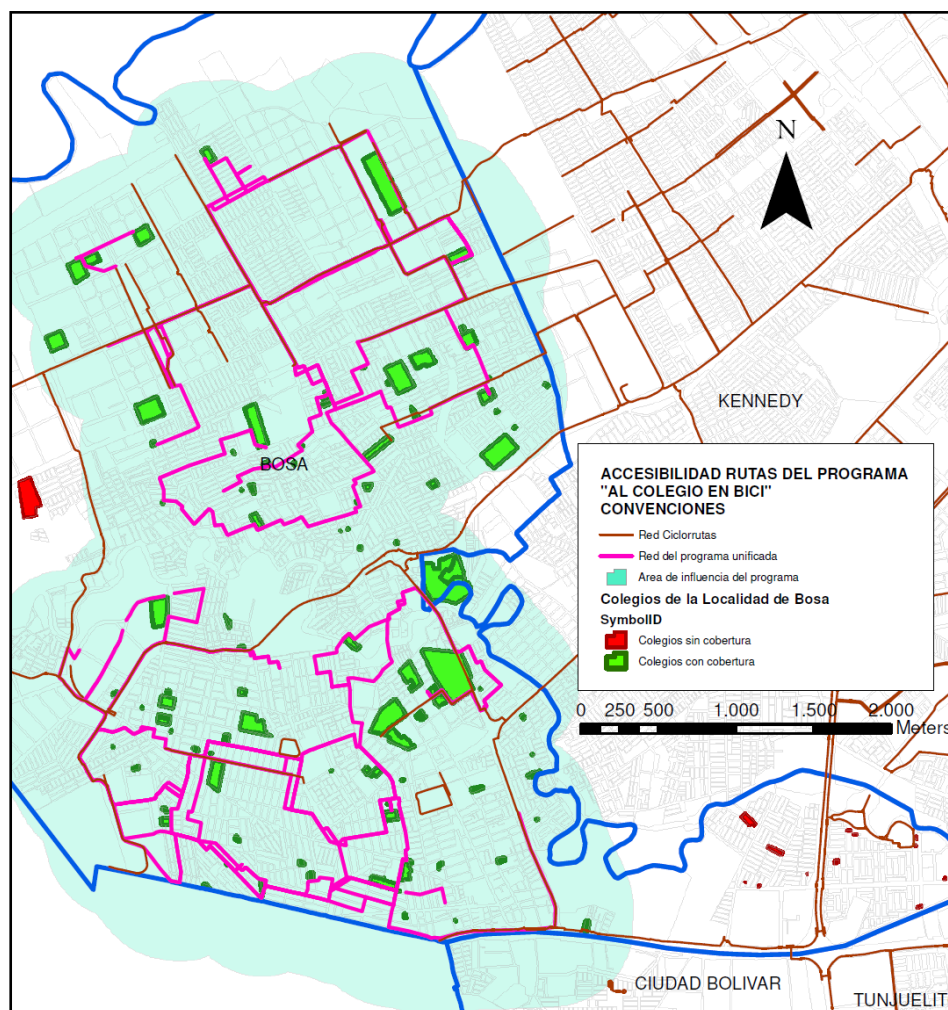 N
KENNEDY
BOSA
ACCESIBILIDAD RUTAS DEL PROGRAMA
"AL COLEGIO EN BICI"
CONVENCIONES
Red Ciclorrutas
Red del programa unificada
Area de influencia del programa
Colegios de la Localidad de Bosa
SymbolID
Colegios sin cobertura
Colegios con cobertura
0 250 500 1.000 1.500 2.000
Meters
CIUDAD BOLIVAR
TUNJUELIT